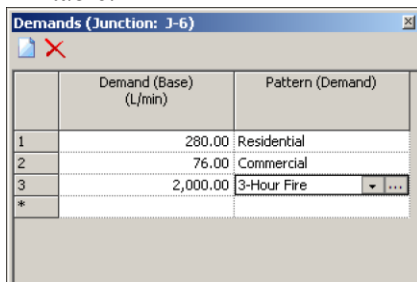 Demands (Junction: J-6)
Demand (Base) Pattern (Demand)
(L/min)
1 280.00 Residential
2 76.00 Commercial
3 2,000.00 3-Hour Fire ...
*